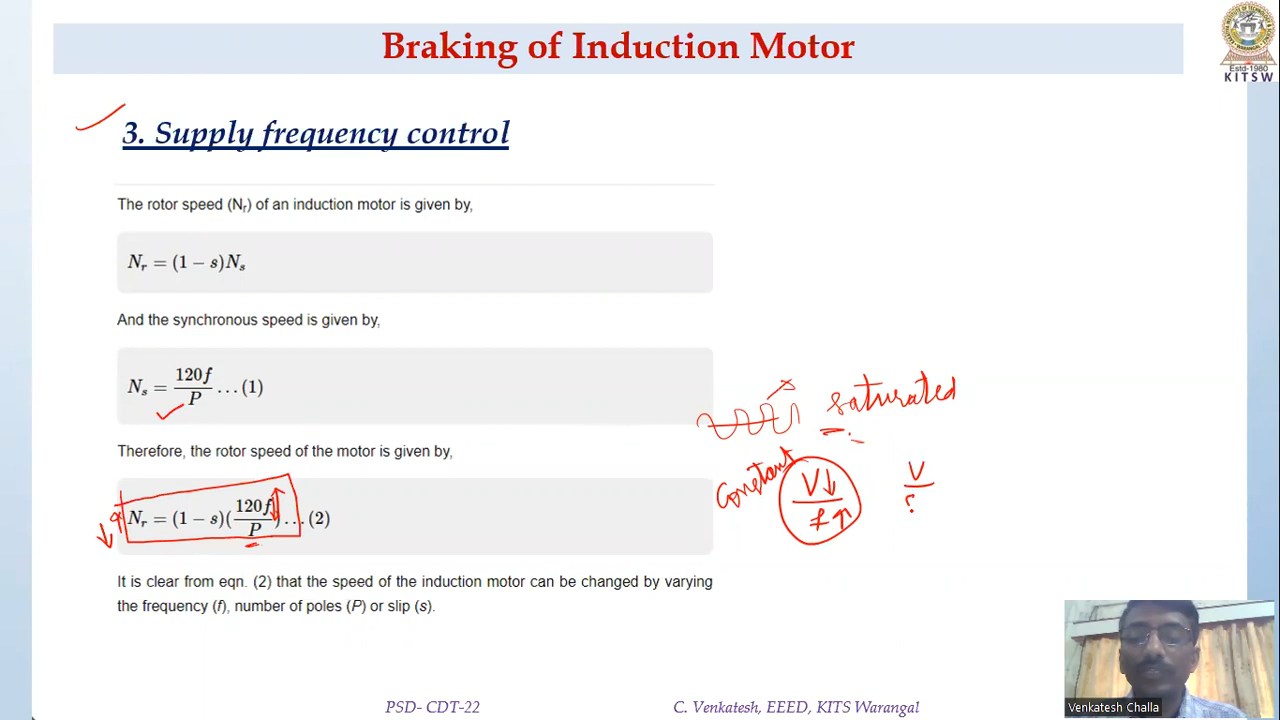 Braking of Induction Motor
Estd-1980
KITSW
3. Supply frequency control
The rotor speed (Nr) of an induction motor is given by,
Nr = (1 − s)Ns
And the synchronous speed is given by,
Ns = 120f/P ...(1)
saturated
Therefore, the rotor speed of the motor is given by,
Constant V↓/f↑ V
Nr = (1 − s)(120f/P) ...(2)
It is clear from eqn. (2) that the speed of the induction motor can be changed by varying
the frequency (f), number of poles (P) or slip (s).
PSD- CDT-22 C. Venkatesh, EEED, KITS Warangal
Venkatesh Challa